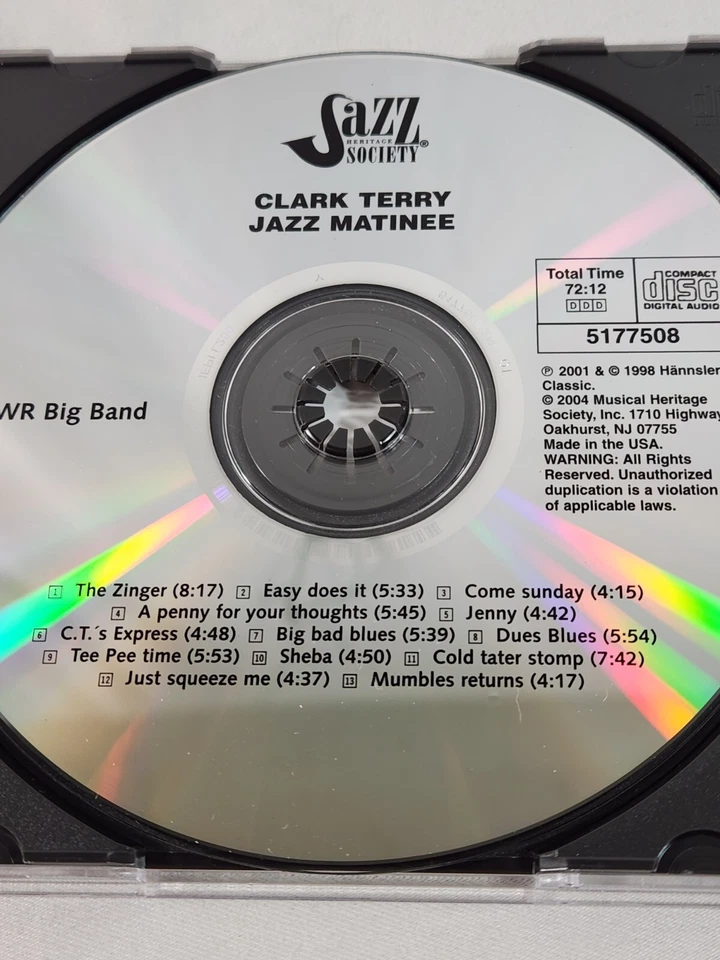 Jazz
HERITAGE
SOCIETY®
CLARK TERRY
JAZZ MATINEE
Total Time
72:12
DDD
COMPACT
disc
DIGITAL AUDIO
5177508
℗ 2001 & © 1998 Hänssler
Classic.
© 2004 Musical Heritage
Society, Inc. 1710 Highway
Oakhurst, NJ 07755
Made in the USA.
WARNING: All Rights
Reserved. Unauthorized
duplication is a violation
of applicable laws.
WR Big Band
1 The Zinger (8:17) 2 Easy does it (5:33) 3 Come sunday (4:15)
4 A penny for your thoughts (5:45) 5 Jenny (4:42)
6 C.T.´s Express (4:48) 7 Big bad blues (5:39) 8 Dues Blues (5:54)
9 Tee Pee time (5:53) 10 Sheba (4:50) 11 Cold tater stomp (7:42)
12 Just squeeze me (4:37) 13 Mumbles returns (4:17)